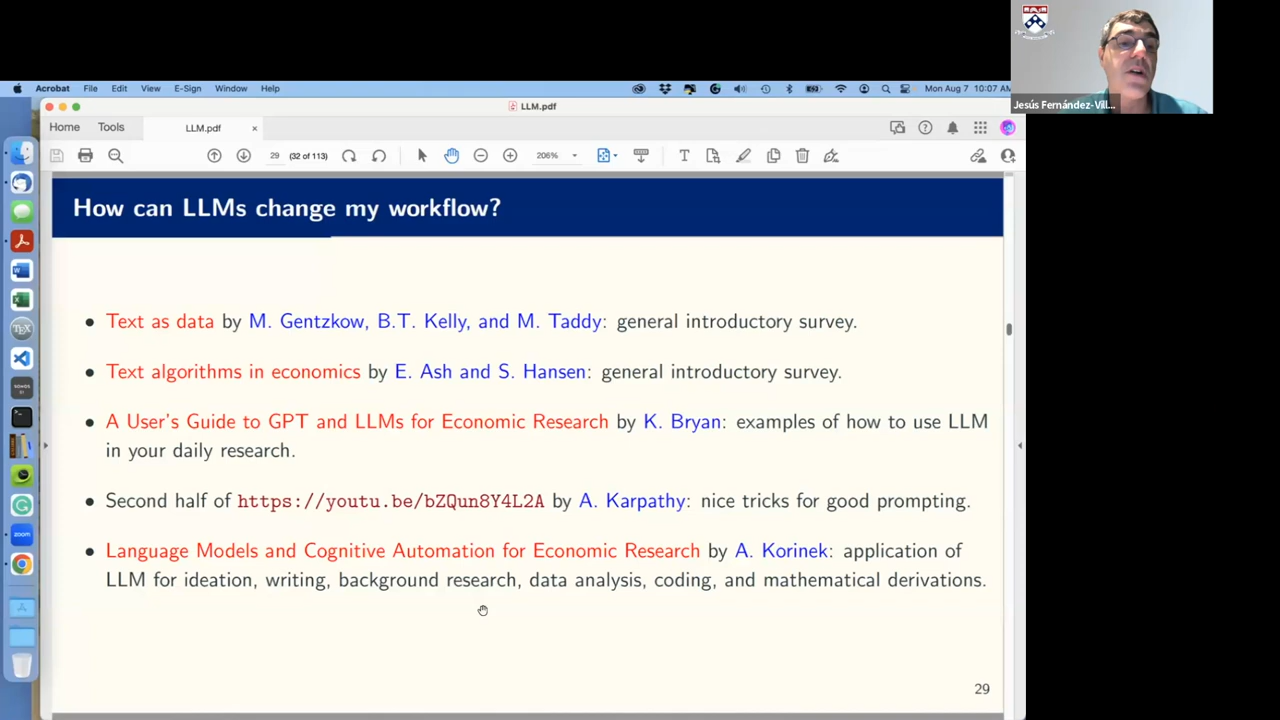 Acrobat File Edit View E-Sign Window Help Mon Aug 7 10:07 AM
Jesús Fernández-Vill...
LLM.pdf
Home Tools LLM.pdf ×
29 (32 of 113) 206%
How can LLMs change my workflow?
• Text as data by M. Gentzkow, B.T. Kelly, and M. Taddy: general introductory survey.
• Text algorithms in economics by E. Ash and S. Hansen: general introductory survey.
• A User's Guide to GPT and LLMs for Economic Research by K. Bryan: examples of how to use LLM
in your daily research.
• Second half of https://youtu.be/bZQun8Y4L2A by A. Karpathy: nice tricks for good prompting.
• Language Models and Cognitive Automation for Economic Research by A. Korinek: application of
LLM for ideation, writing, background research, data analysis, coding, and mathematical derivations.
zoom
29